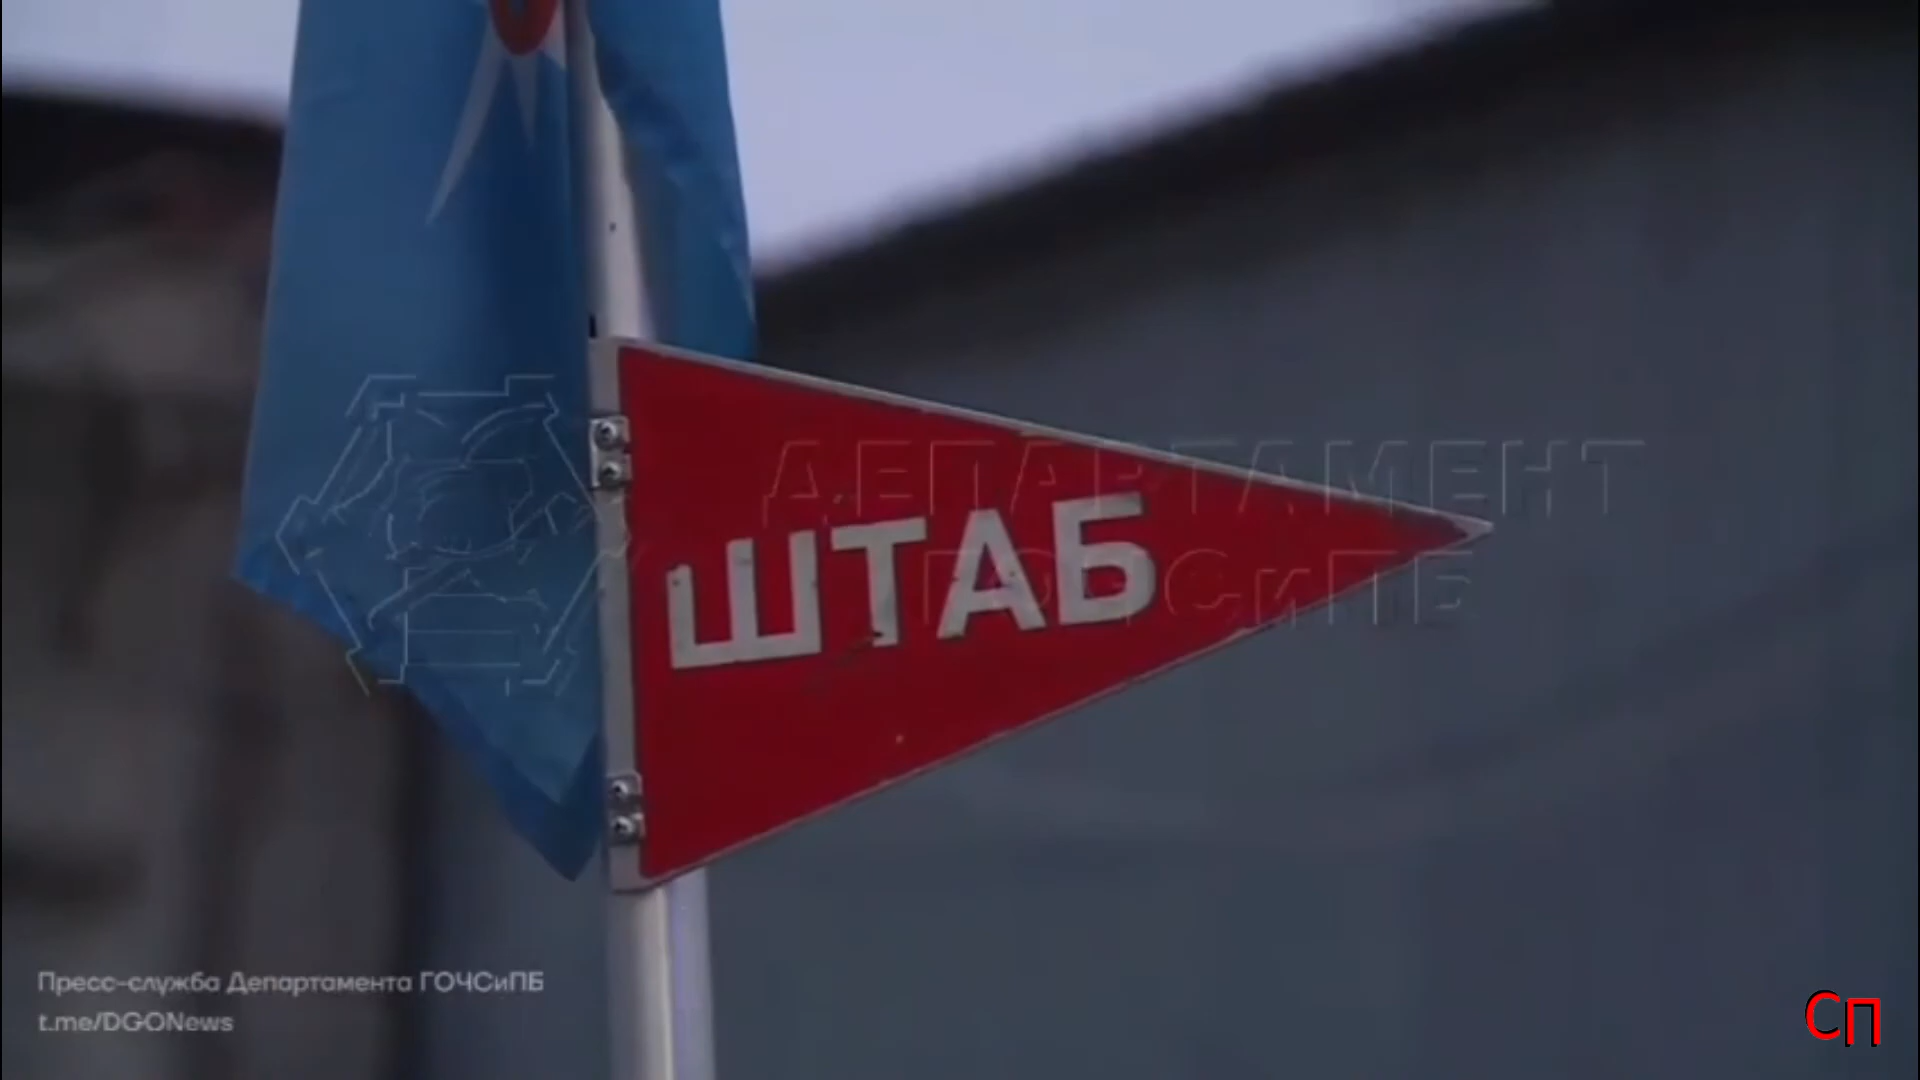 ДЕПАРТАМЕНТ
ГОЧСиПБ
ШТАБ
Пресс-служба Департамента ГОЧСиПБ
t.me/DGONews
СП